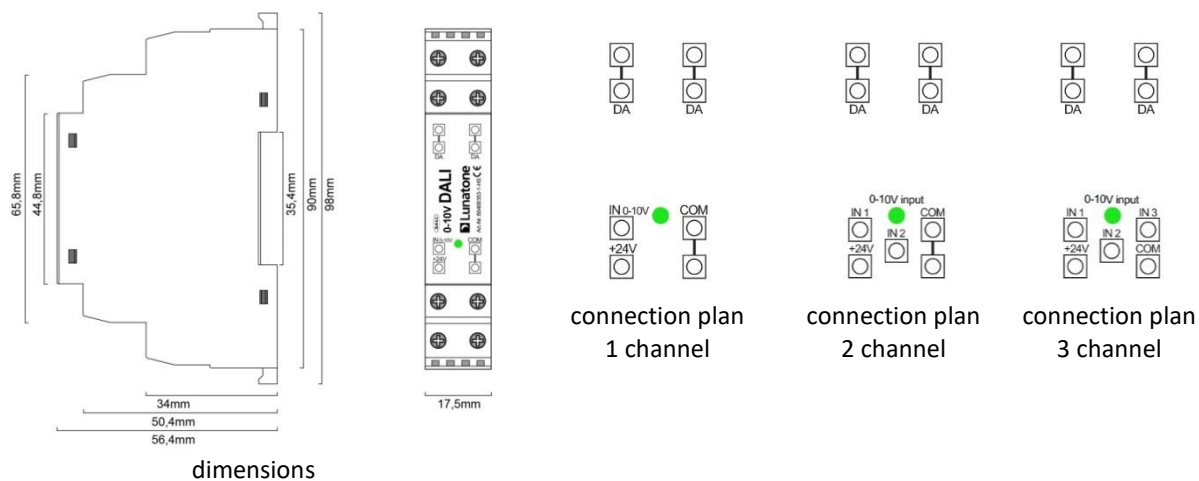 65,8mm
44,8mm
35,4mm
90mm
98mm
34mm
50,4mm
56,4mm
dimensions
DA
DA
0-10V DALI
Lunatone CE
IN 0-10V
COM
+24V
17,5mm
DA
DA
IN 0-10V
COM
+24V
connection plan
1 channel
DA
DA
0-10V input
IN 1
COM
IN 2
+24V
connection plan
2 channel
DA
DA
0-10V input
IN 1
IN 3
IN 2
+24V
COM
connection plan
3 channel